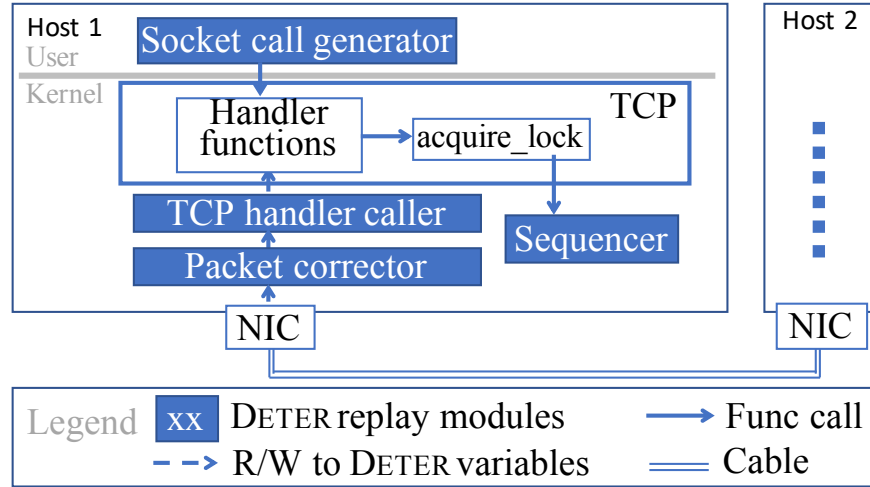 Host 1
Host 2
User
Socket call generator
Kernel
TCP
Handler
functions
acquire_lock
TCP handler caller
Sequencer
Packet corrector
NIC
NIC
Legend
xx
DETER replay modules
Func call
R/W to DETER variables
Cable